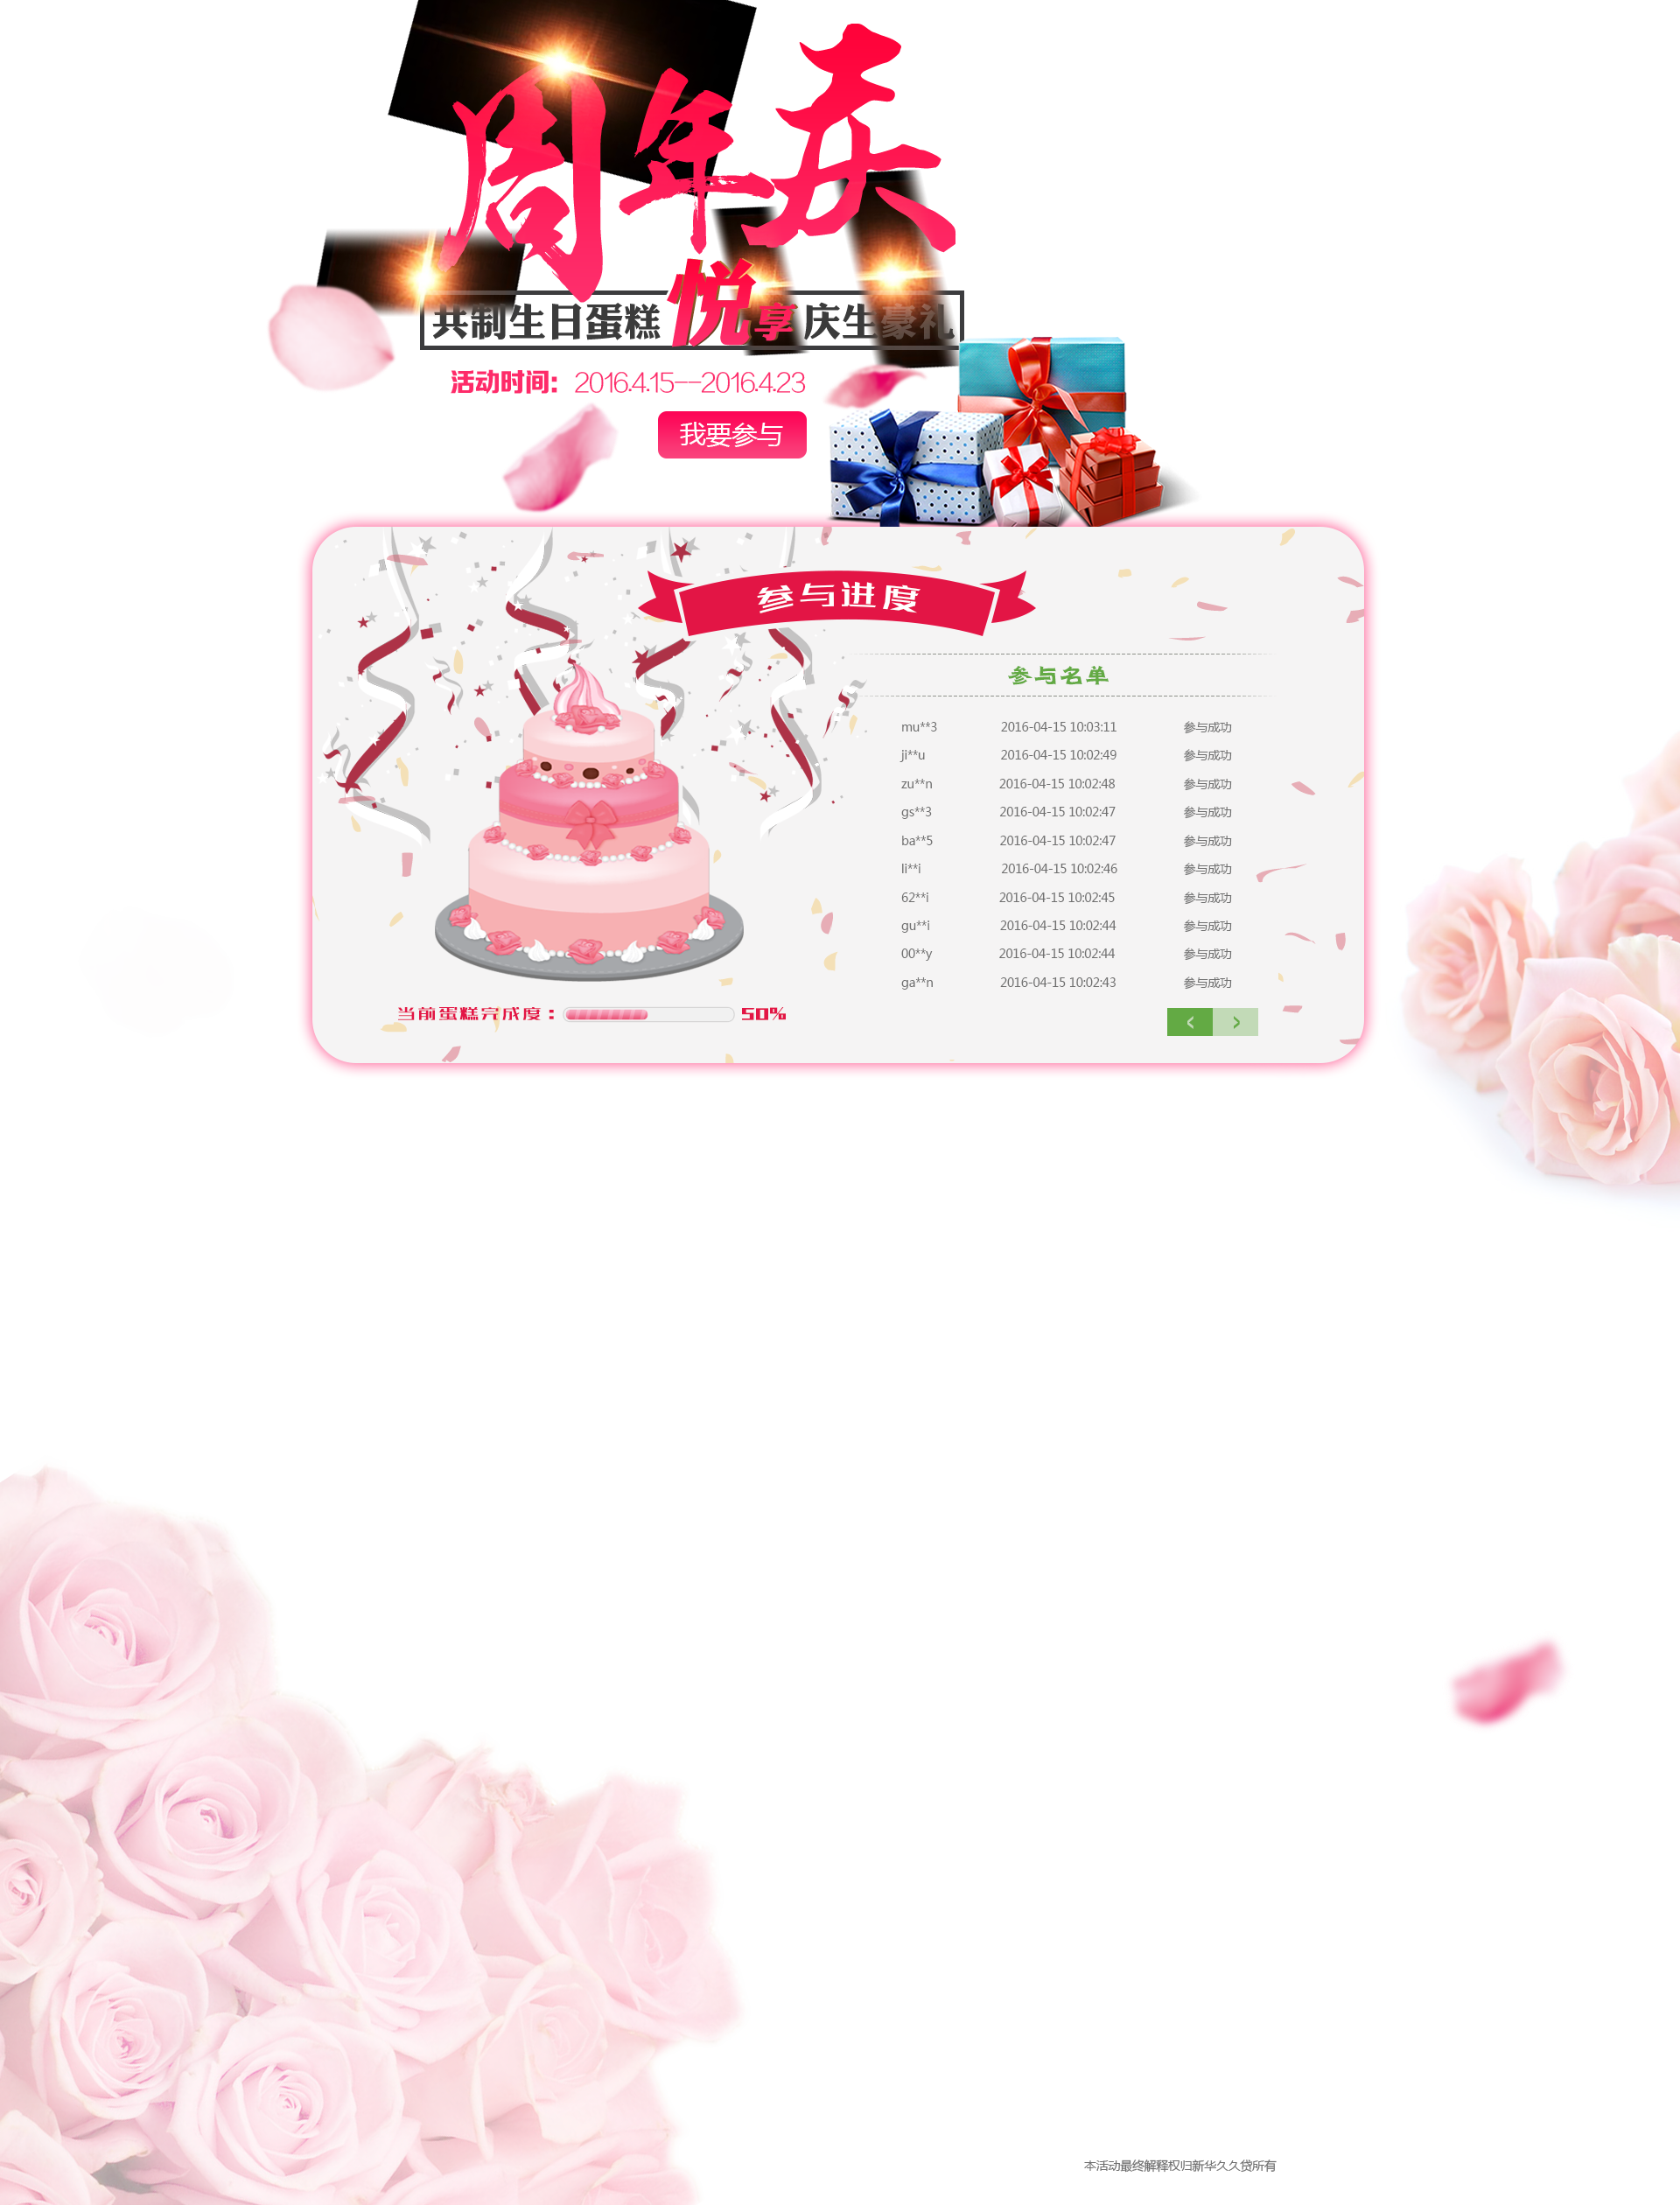 周年庆
共制生日蛋糕 悦享 庆生豪礼
活动时间：2016.4.15--2016.4.23
我要参与
参与进度
参与名单
mu**3 2016-04-15 10:03:11 参与成功
ji**u 2016-04-15 10:02:49 参与成功
zu**n 2016-04-15 10:02:48 参与成功
gs**3 2016-04-15 10:02:47 参与成功
ba**5 2016-04-15 10:02:47 参与成功
li**i 2016-04-15 10:02:46 参与成功
62**i 2016-04-15 10:02:45 参与成功
gu**i 2016-04-15 10:02:44 参与成功
00**y 2016-04-15 10:02:44 参与成功
ga**n 2016-04-15 10:02:43 参与成功
当前蛋糕完成度： 50%
本活动最终解释权归新华久久贷所有